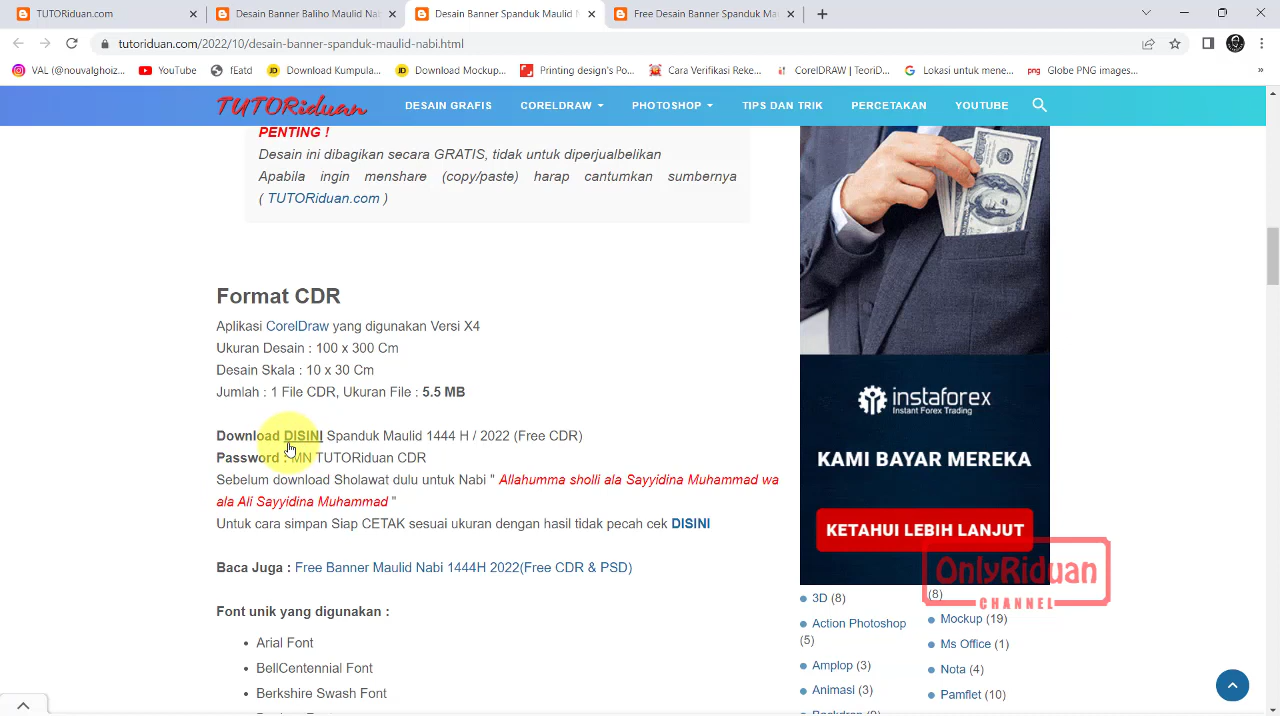 Desain Banner Maulid Nab
Desain Banner Spanduk M
Free Desain Banner Spanduk Ma
tutoriduan.com/2022/10/desain-banner-spanduk-maulid-nabi.html
VAL (@nouvalghoiz...
YouTube
fEatd
Download Kumpula...
Download Mockup...
Printing design's Po...
Cara Verifikasi Reke...
CorelDRAW | TeoriD...
Lokasi untuk mene...
png
Globe PNG images...
»
TUTORiduan
DESAIN GRAFIS
CORELDRAW
PHOTOSHOP
TIPS DAN TRIK
PERCETAKAN
YOUTUBE
PENTING !
Desain ini dibagikan secara GRATIS, tidak untuk diperjualbelikan
Apabila ingin menshare (copy/paste) harap cantumkan sumbernya
( TUTORiduan.com )
Format CDR
Aplikasi CorelDraw yang digunakan Versi X4
Ukuran Desain : 100 x 300 Cm
Desain Skala : 10 x 30 Cm
Jumlah : 1 File CDR, Ukuran File : 5.5 MB
Download DISINI Spanduk Maulid 1444 H / 2022 (Free CDR)
Password : MN TUTORiduan CDR
Sebelum download Sholawat dulu untuk Nabi " Allahumma sholli ala Sayyidina Muhammad wa
ala Ali Sayyidina Muhammad "
Untuk cara simpan Siap CETAK sesuai ukuran dengan hasil tidak pecah cek DISINI
Baca Juga : Free Banner Maulid Nabi 1444H 2022(Free CDR & PSD)
Font unik yang digunakan :
Arial Font
BellCentennial Font
Berkshire Swash Font
instaforex
Instant Forex Trading
KAMI BAYAR MEREKA
KETAHUI LEBIH LANJUT
OnlyRiduan
CHANNEL
3D (8)
Action Photoshop
(5)
Amplop (3)
Animasi (3)
(8)
Mockup (19)
Ms Office (1)
Nota (4)
Pamflet (10)